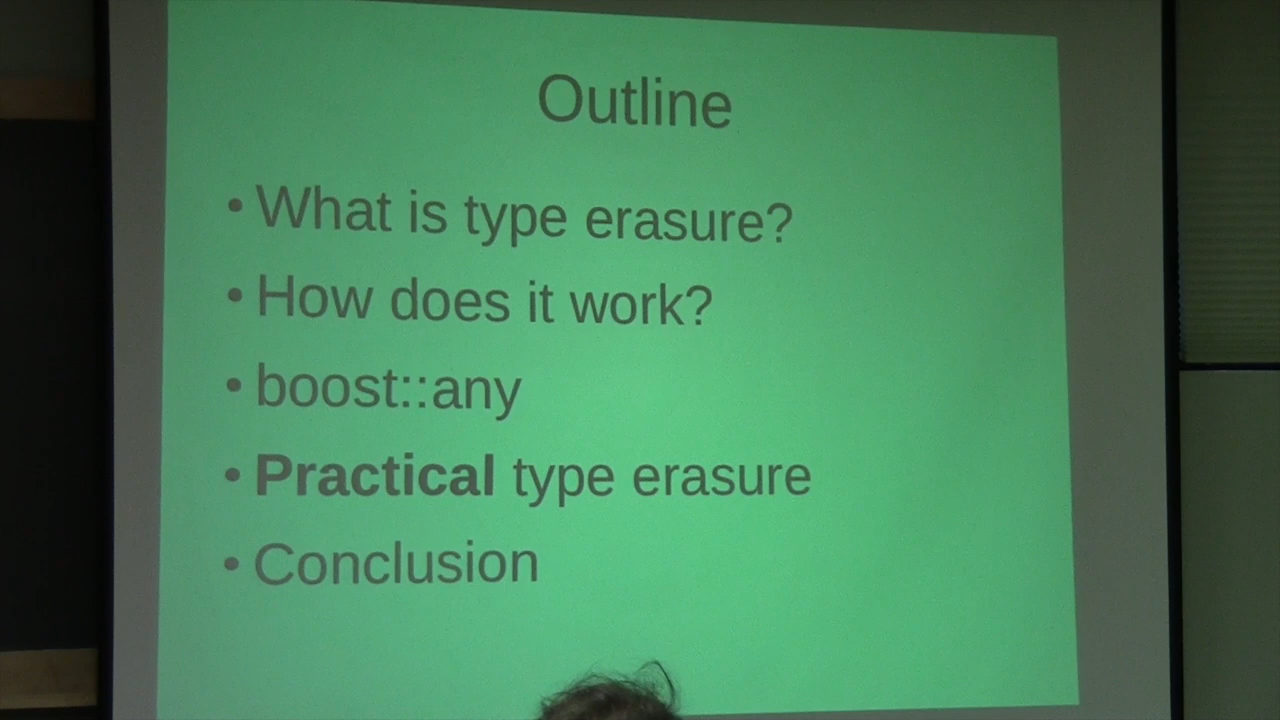 Outline
• What is type erasure?
• How does it work?
• boost::any
• Practical type erasure
• Conclusion